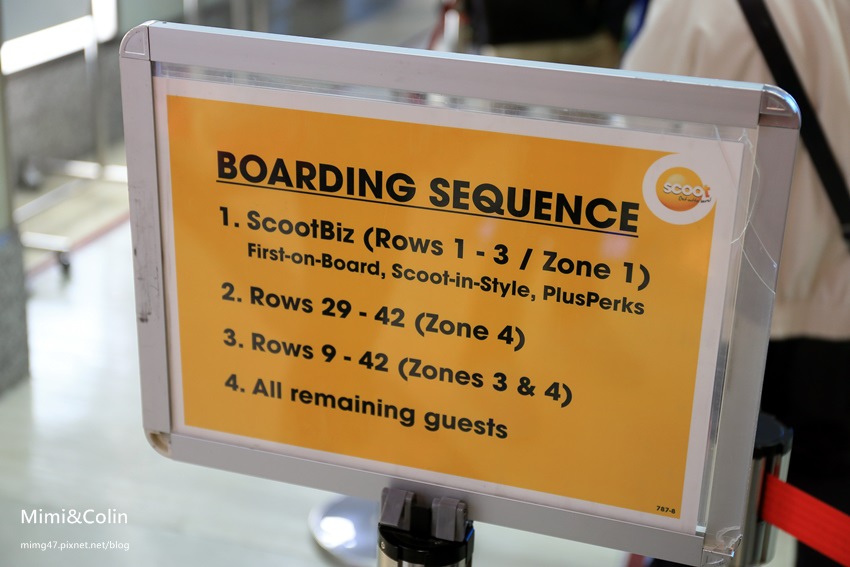 BOARDING SEQUENCE
scoot
1. ScootBiz (Rows 1 - 3 / Zone 1)
First-on-Board, Scoot-in-Style, PlusPerks
2. Rows 29 - 42 (Zone 4)
3. Rows 9 - 42 (Zones 3 & 4)
4. All remaining guests
787-8
Mimi&Colin
mimg47.pixnet.net/blog